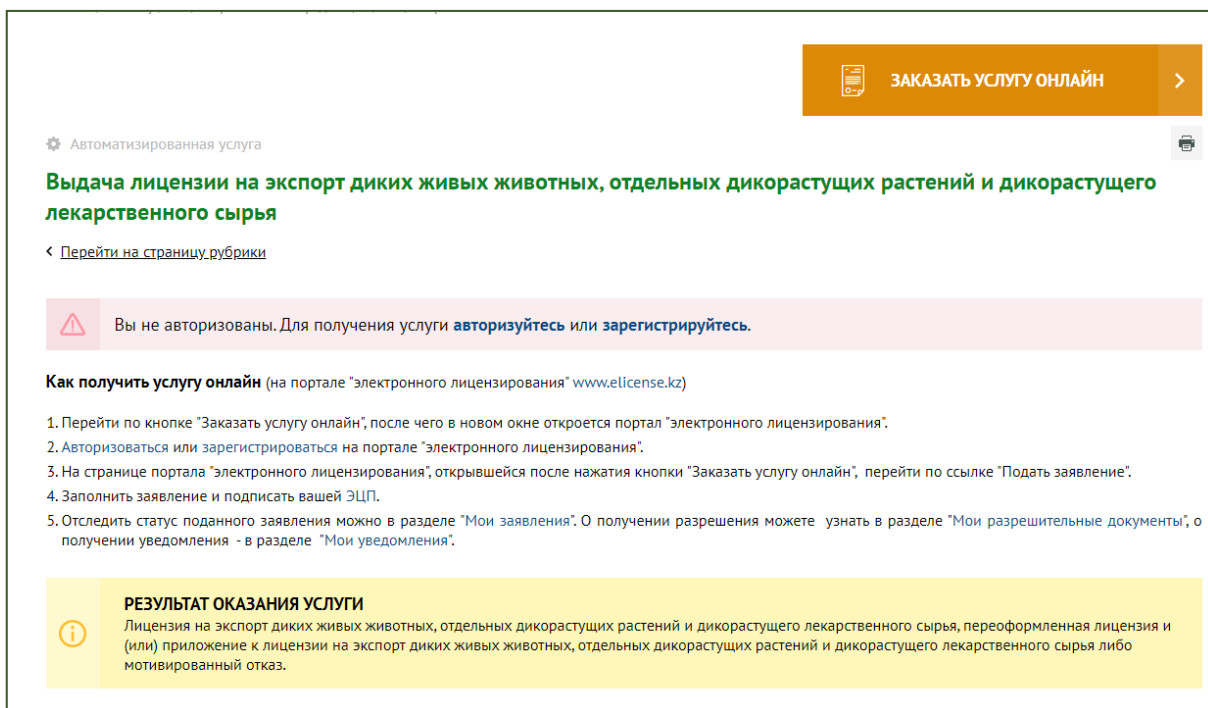 ЗАКАЗАТЬ УСЛУГУ ОНЛАЙН
Автоматизированная услуга
Выдача лицензии на экспорт диких живых животных, отдельных дикорастущих растений и дикорастущего
лекарственного сырья
Перейти на страницу рубрики
Вы не авторизованы. Для получения услуги авторизуйтесь или зарегистрируйтесь.
Как получить услугу онлайн (на портале "электронного лицензирования" www.elicense.kz)
1. Перейти по кнопке "Заказать услугу онлайн", после чего в новом окне откроется портал "электронного лицензирования".
2. Авторизоваться или зарегистрироваться на портале "электронного лицензирования".
3. На странице портала "электронного лицензирования", открывшейся после нажатия кнопки "Заказать услугу онлайн", перейти по ссылке "Подать заявление".
4. Заполнить заявление и подписать вашей ЭЦП.
5. Отследить статус поданного заявления можно в разделе "Мои заявления". О получении разрешения можете узнать в разделе "Мои разрешительные документы", о
получении уведомления - в разделе "Мои уведомления".
РЕЗУЛЬТАТ ОКАЗАНИЯ УСЛУГИ
Лицензия на экспорт диких живых животных, отдельных дикорастущих растений и дикорастущего лекарственного сырья, переоформленная лицензия и
(или) приложение к лицензии на экспорт диких живых животных, отдельных дикорастущих растений и дикорастущего лекарственного сырья либо
мотивированный отказ.